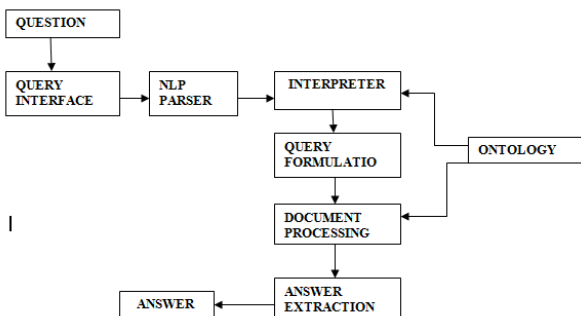 QUESTION
QUERY
INTERFACE
NLP
PARSER
INTERPRETER
QUERY
FORMULATIO
ONTOLOGY
DOCUMENT
PROCESSING
ANSWER
EXTRACTION
ANSWER